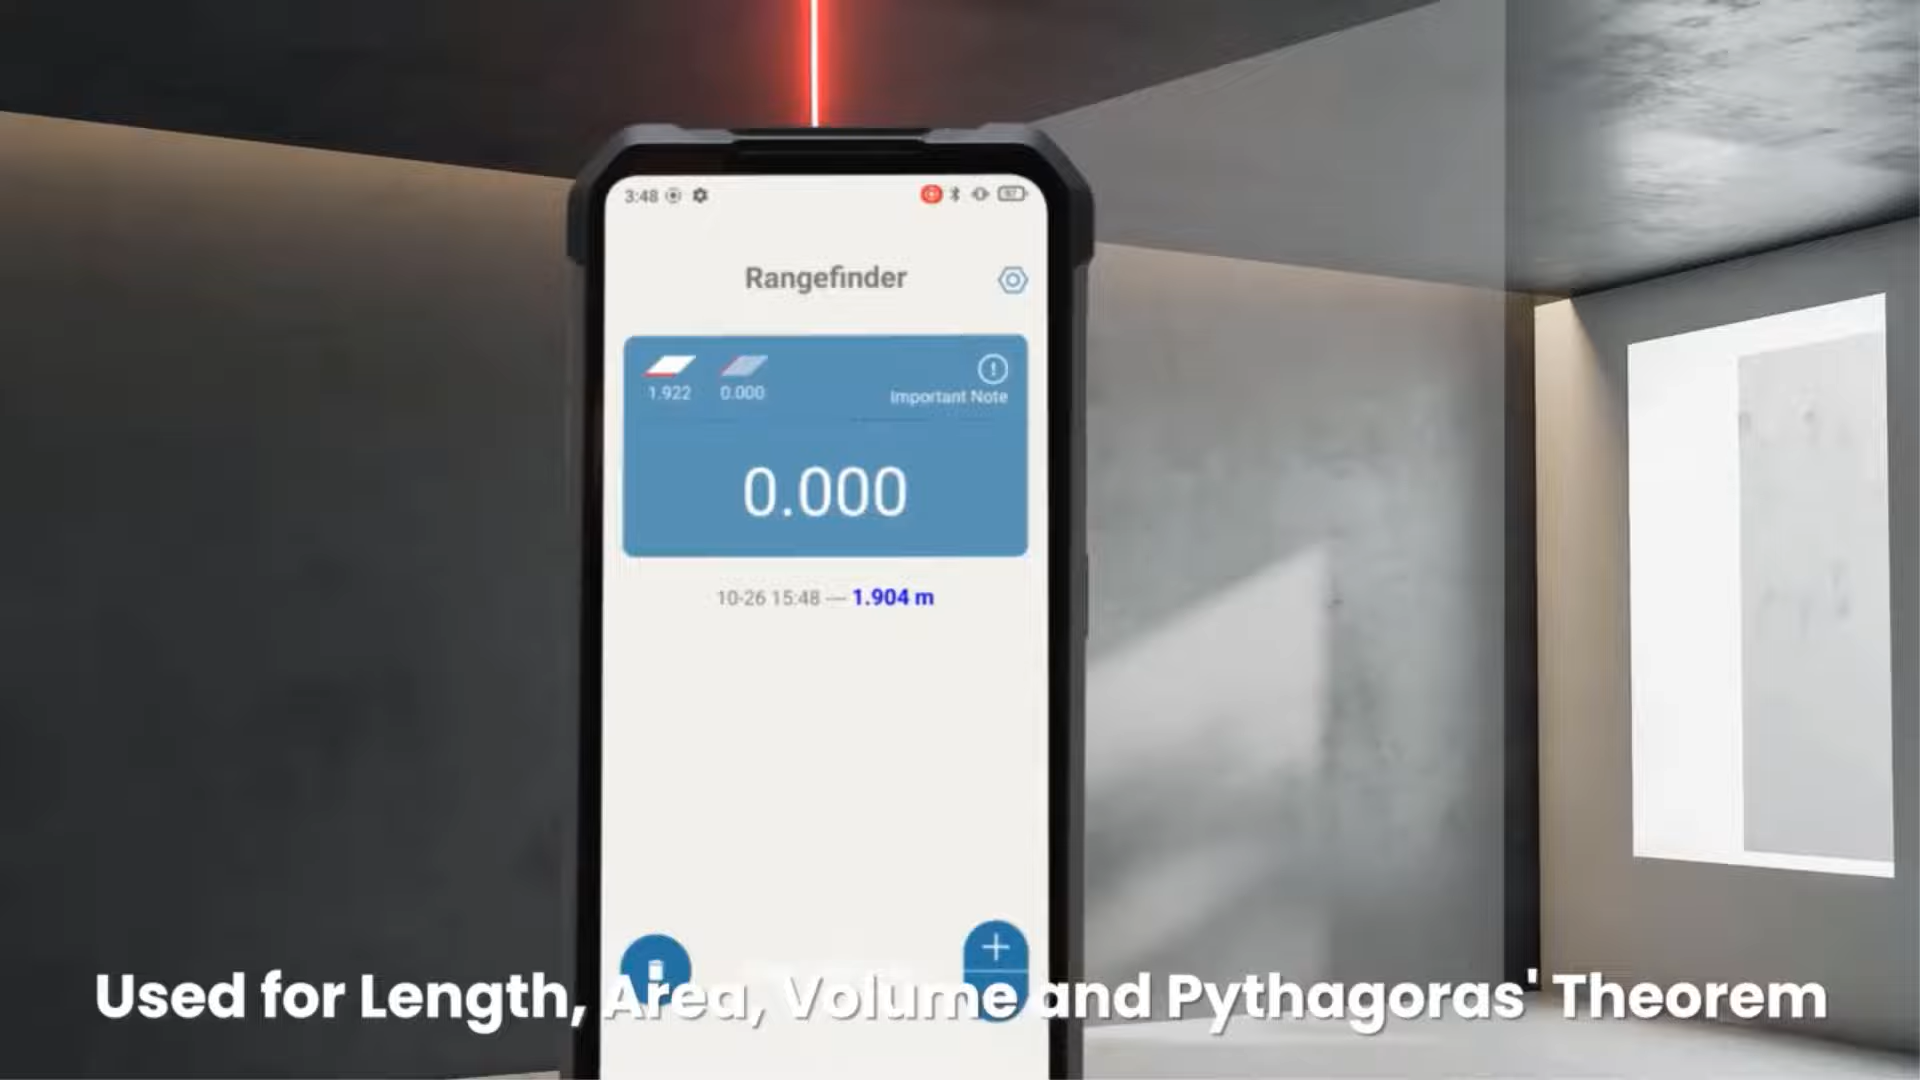 3:48
Rangefinder
1.922 0.000
Important Note
0.000
10-26 15:48 — 1.904 m
Used for Length, Area, Volume and Pythagoras' Theorem